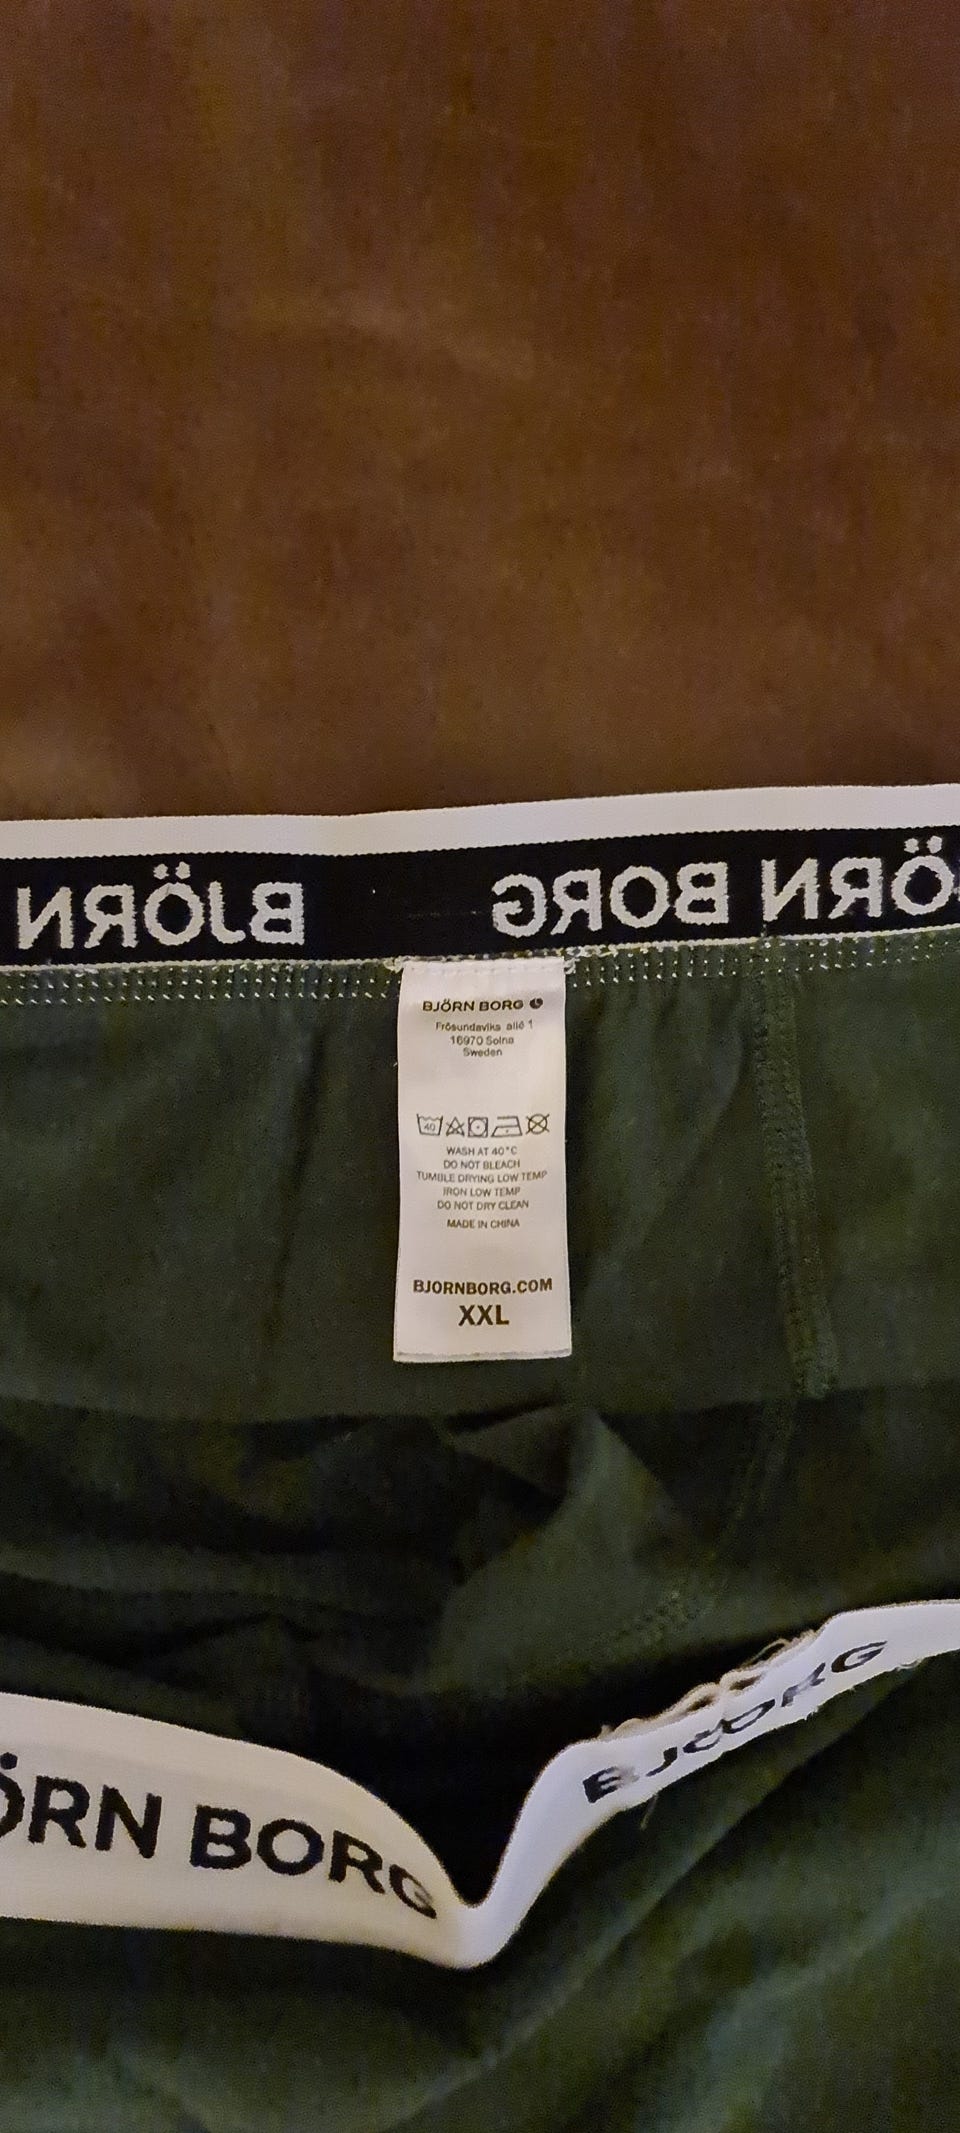 BJÖRN
BORG
BJÖRN
BJÖRN BORG
Frösundaviks allé 1
16970 Solna
Sweden
40
WASH AT 40°C
DO NOT BLEACH
TUMBLE DRYING LOW TEMP
IRON LOW TEMP
DO NOT DRY CLEAN
MADE IN CHINA
BJORNBORG.COM
XXL
ÖRN BORG